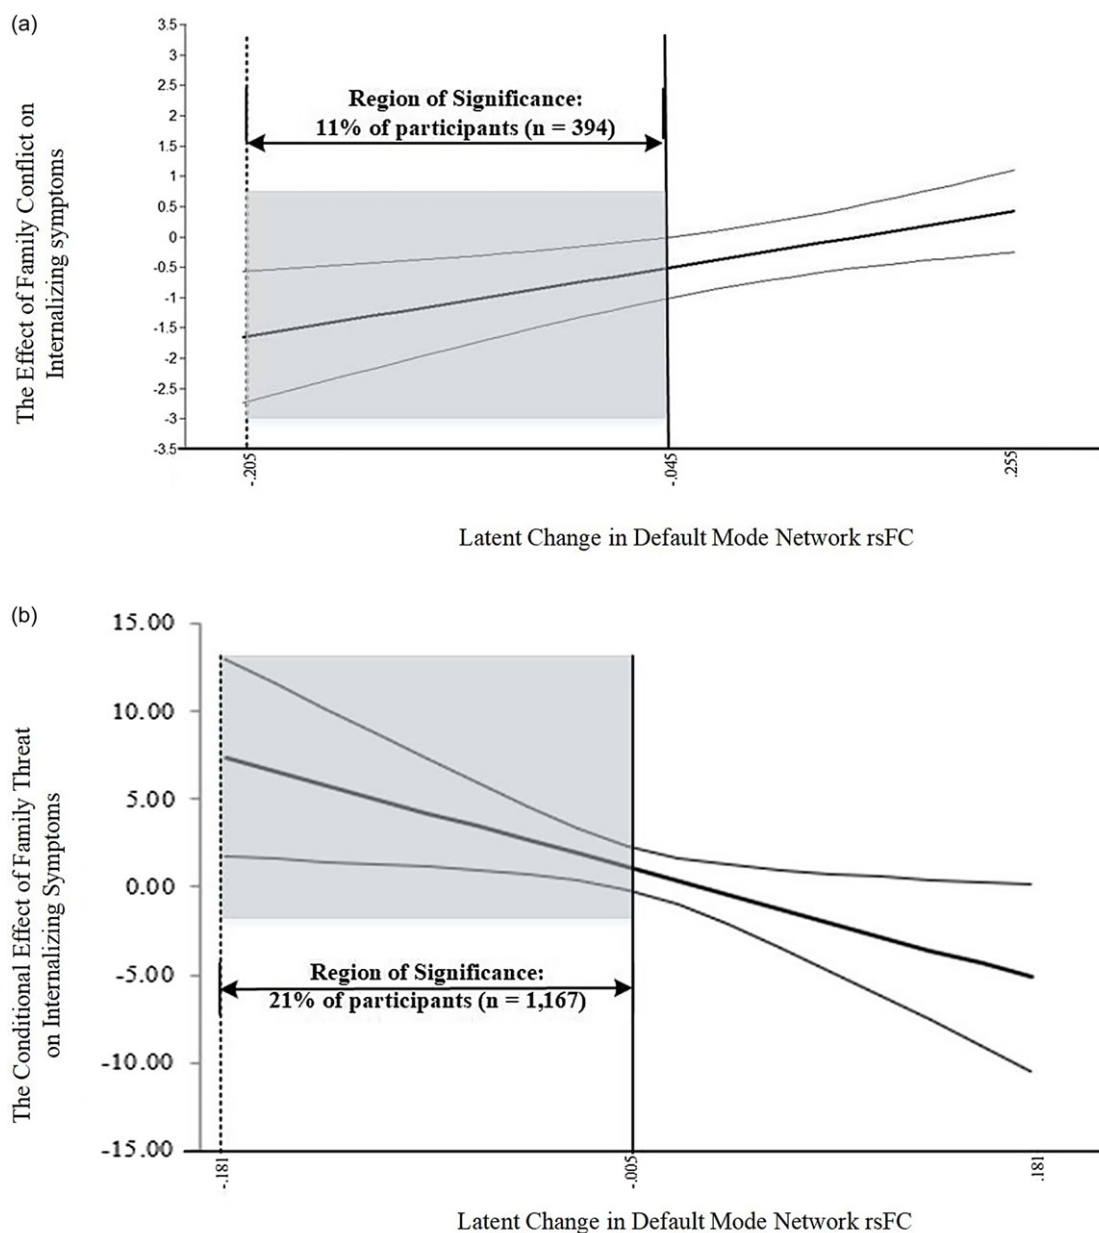 (a)
The Effect of Family Conflict on
Internalizing symptoms
3.5
3
2.5
2
1.5
1
0.5
0
-0.5
-1
-1.5
-2
-2.5
-3
-3.5
Region of Significance:
11% of participants (n = 394)
-.205
-.045
.255
Latent Change in Default Mode Network rsFC
(b)
The Conditional Effect of Family Threat
on Internalizing Symptoms
15.00
10.00
5.00
0.00
-5.00
-10.00
-15.00
Region of Significance:
21% of participants (n = 1,167)
-.181
-.005
.181
Latent Change in Default Mode Network rsFC